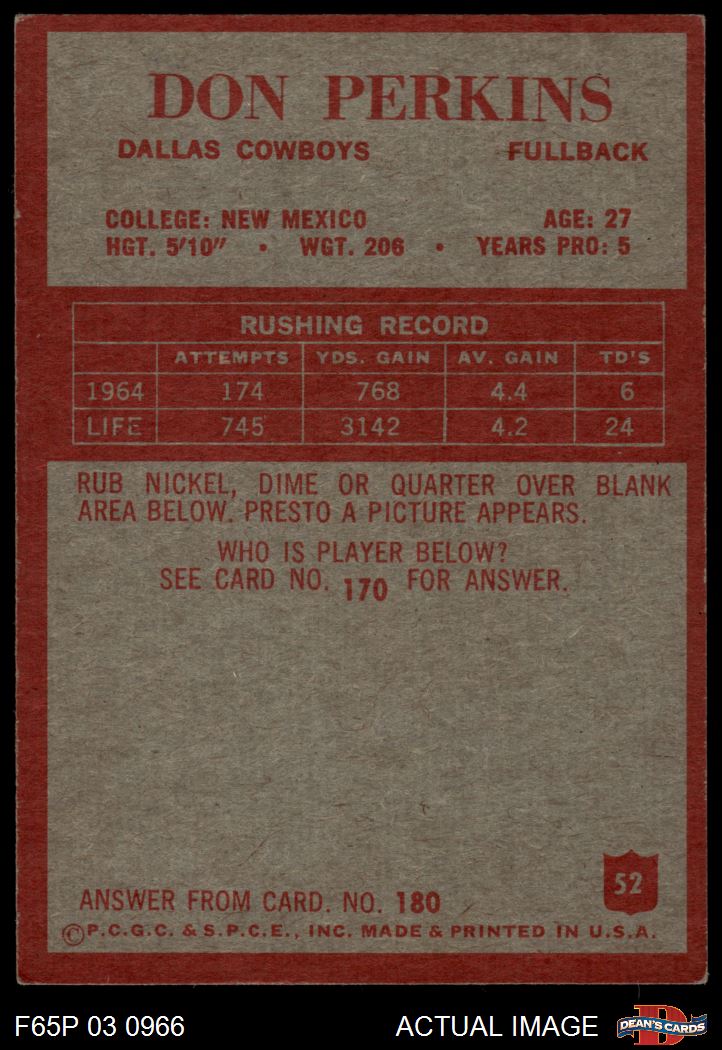 DON PERKINS
DALLAS COWBOYS FULLBACK
COLLEGE: NEW MEXICO AGE: 27
HGT. 5'10" • WGT. 206 • YEARS PRO: 5
RUSHING RECORD
ATTEMPTS YDS. GAIN AV. GAIN TD'S
1964 174 768 4.4 6
LIFE 745 3142 4.2 24
RUB NICKEL, DIME OR QUARTER OVER BLANK
AREA BELOW. PRESTO A PICTURE APPEARS.
WHO IS PLAYER BELOW?
SEE CARD NO. 170 FOR ANSWER.
52
ANSWER FROM CARD. NO. 180
©P.C.G.C. & S.P.C.E., INC. MADE & PRINTED IN U.S.A.
F65P 03 0966 ACTUAL IMAGE D DEAN'S CARDS